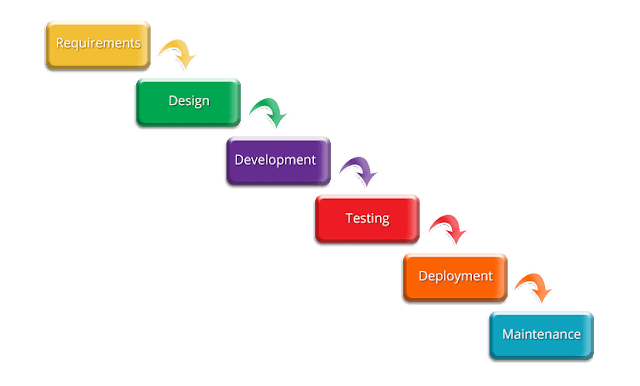 Requirements
Design
Development
Testing
Deployment
Maintenance